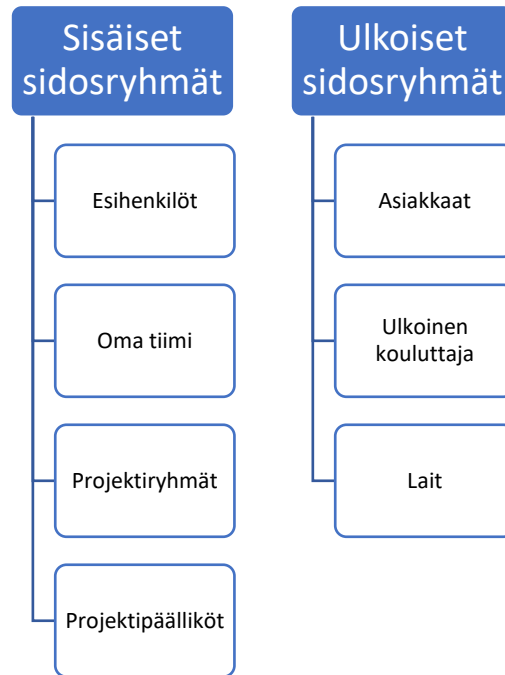 Sisäiset
sidosryhmät
Esihenkilöt
Oma tiimi
Projektiryhmät
Projektipäälliköt
Ulkoiset
sidosryhmät
Asiakkaat
Ulkoinen
kouluttaja
Lait